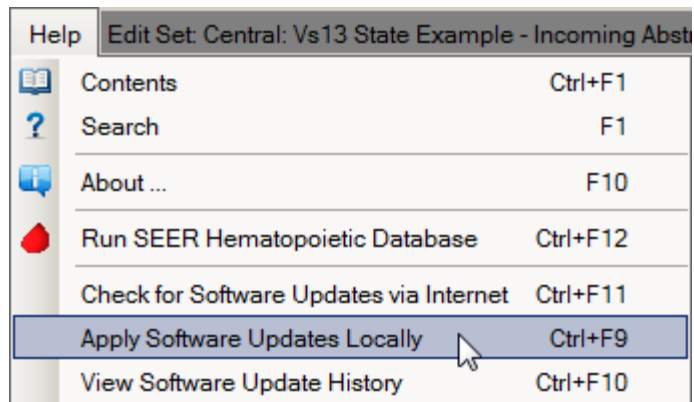 Help Edit Set: Central: Vs13 State Example - Incoming Abst
Contents Ctrl+F1
Search F1
About ... F10
Run SEER Hematopoietic Database Ctrl+F12
Check for Software Updates via Internet Ctrl+F11
Apply Software Updates Locally Ctrl+F9
View Software Update History Ctrl+F10